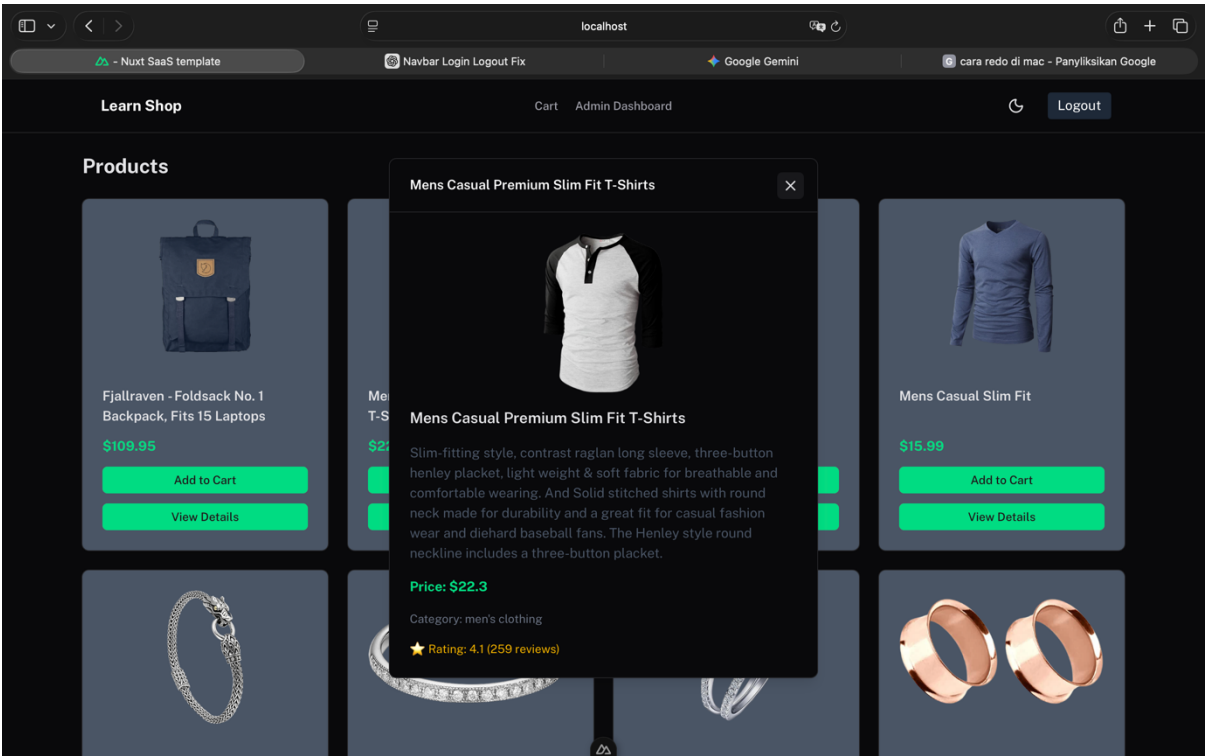 localhost
- Nuxt SaaS template
Navbar Login Logout Fix
Google Gemini
G cara redo di mac - Panyliksikan Google
Learn Shop
Cart
Admin Dashboard
Logout
Products
Mens Casual Premium Slim Fit T-Shirts
Fjallraven - Foldsack No. 1
Backpack, Fits 15 Laptops
$109.95
Add to Cart
View Details
Me
T-S
$22
Mens Casual Premium Slim Fit T-Shirts
Slim-fitting style, contrast raglan long sleeve, three-button
henley placket, light weight & soft fabric for breathable and
comfortable wearing. And Solid stitched shirts with round
neck made for durability and a great fit for casual fashion
wear and diehard baseball fans. The Henley style round
neckline includes a three-button placket.
Price: $22.3
Category: men's clothing
Rating: 4.1 (259 reviews)
Mens Casual Slim Fit
$15.99
Add to Cart
View Details